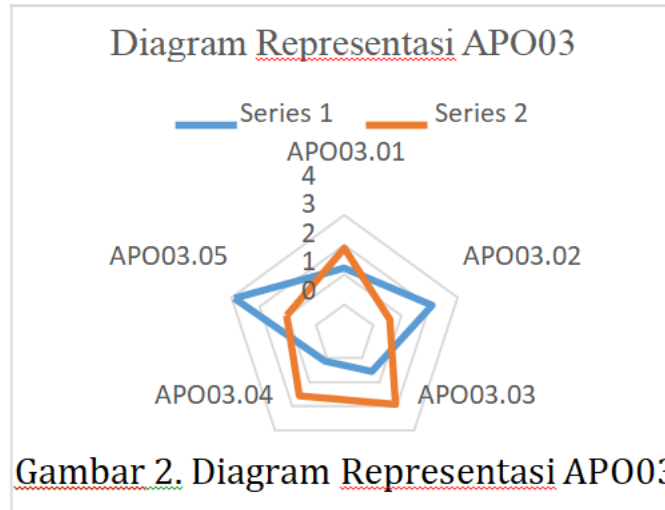 Diagram Representasi APO03
Series 1 Series 2
APO03.01
4
3
2
1
0
APO03.05
APO03.02
APO03.04
APO03.03
Gambar 2. Diagram Representasi APO03